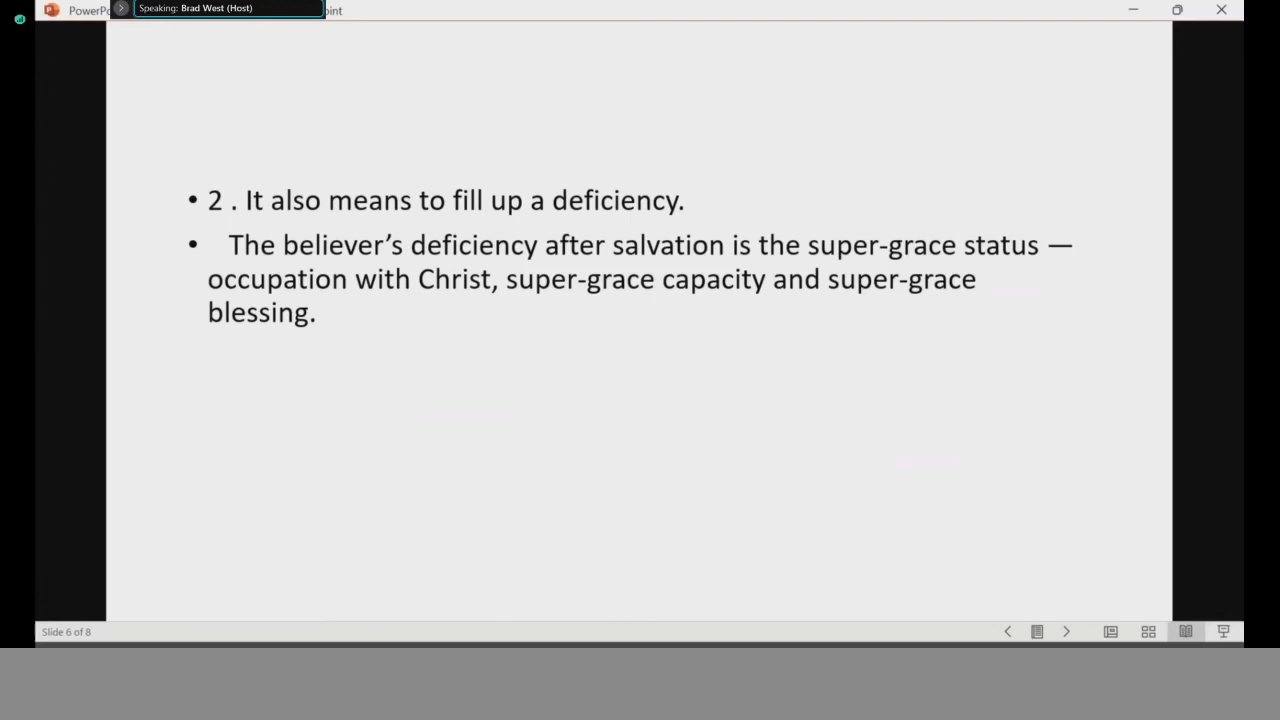 PowerPo
Speaking: Brad West (Host)
oint
• 2 . It also means to fill up a deficiency.
• The believer’s deficiency after salvation is the super-grace status —
occupation with Christ, super-grace capacity and super-grace
blessing.
Slide 6 of 8